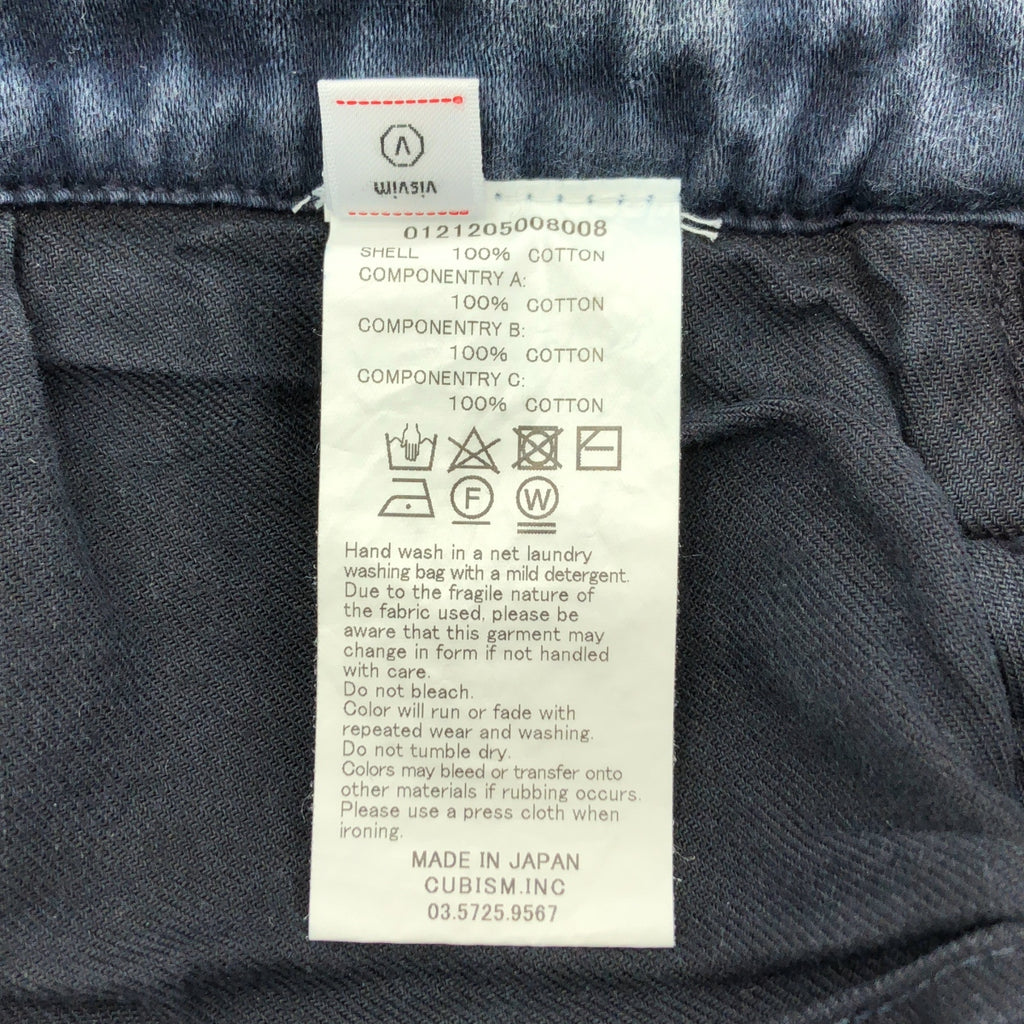 V
visvim
0121205008008
SHELL 100% COTTON
COMPONENTRY A:
100% COTTON
COMPONENTRY B:
100% COTTON
COMPONENTRY C:
100% COTTON
F W
Hand wash in a net laundry
washing bag with a mild detergent.
Due to the fragile nature of
the fabric used, please be
aware that this garment may
change in form if not handled
with care.
Do not bleach.
Color will run or fade with
repeated wear and washing.
Do not tumble dry.
Colors may bleed or transfer onto
other materials if rubbing occurs.
Please use a press cloth when
ironing.
MADE IN JAPAN
CUBISM.INC
03.5725.9567